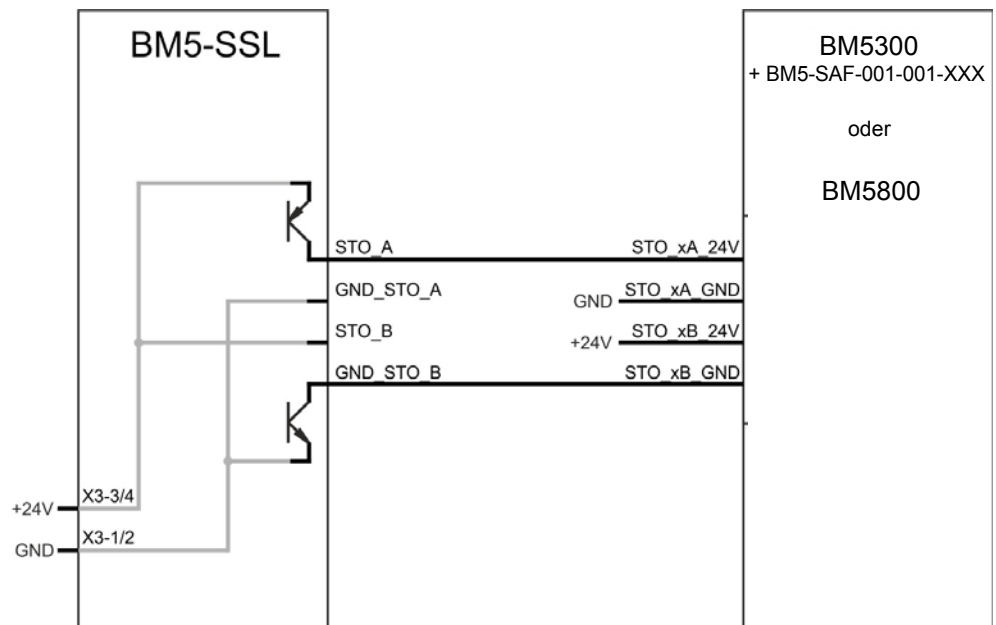 BM5-SSL
BM5300
+ BM5-SAF-001-001-XXX
oder
BM5800
STO_A
STO_xA_24V
GND_STO_A
GND
STO_xA_GND
STO_B
+24V
STO_xB_24V
GND_STO_B
STO_xB_GND
+24V
X3-3/4
GND
X3-1/2